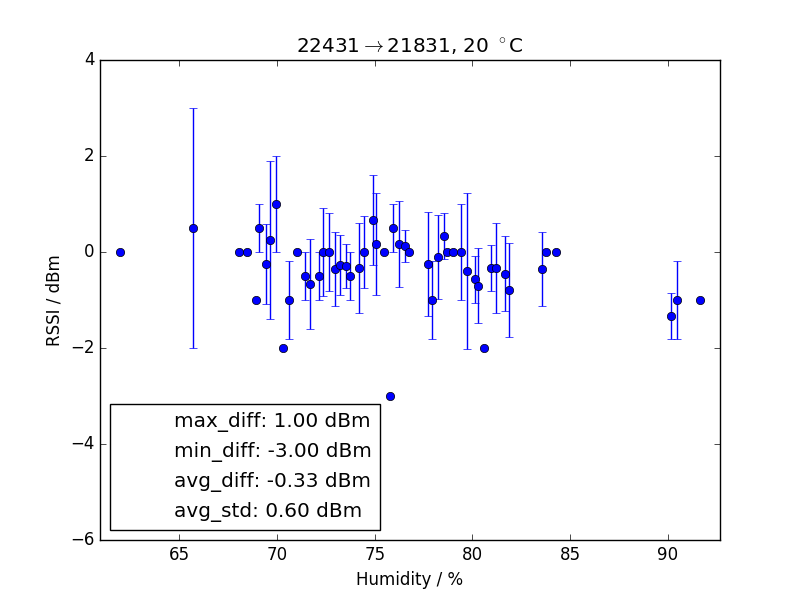 22431→21831, 20 °C
4
2
0
−2
−4
−6
RSSI / dBm
max_diff: 1.00 dBm
min_diff: -3.00 dBm
avg_diff: -0.33 dBm
avg_std: 0.60 dBm
65 70 75 80 85 90
Humidity / %